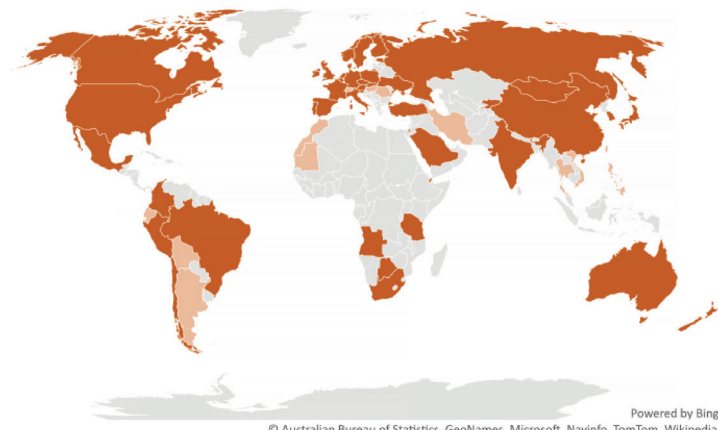 Powered by Bing
© Australian Bureau of Statistics, GeoNames, Microsoft, Navinfo, TomTom, Wikipedia